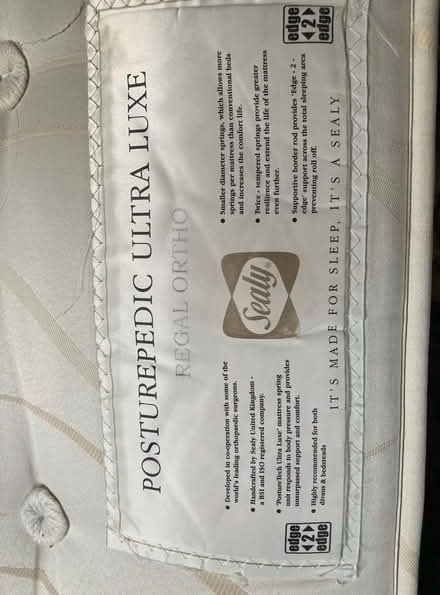 POSTUREPEDIC ULTRA LUXE
REGAL ORTHO
• Developed in co-operation with some of the
world's leading orthopaedic surgeons.
• Handcrafted by Sealy United Kingdom -
a BSI and ISO registered company.
• 'PostureTech Ultra Luxe' mattress spring
unit responds to body pressure and provides
unsurpassed support and comfort.
• Highly recommended for both
divans & bedsteads
Sealy
• Smaller diameter springs, which allows more
springs per mattress than conventional beds
and increases the comfort life.
• Twice - tempered springs provide greater
resilience and extend the life of the mattress
even further.
• Supportive border rod provides 'Edge - 2 -
edge' support across the total sleeping area
preventing roll off.
edge
2
edge
IT'S MADE FOR SLEEP, IT'S A SEALY
edge
2
edge